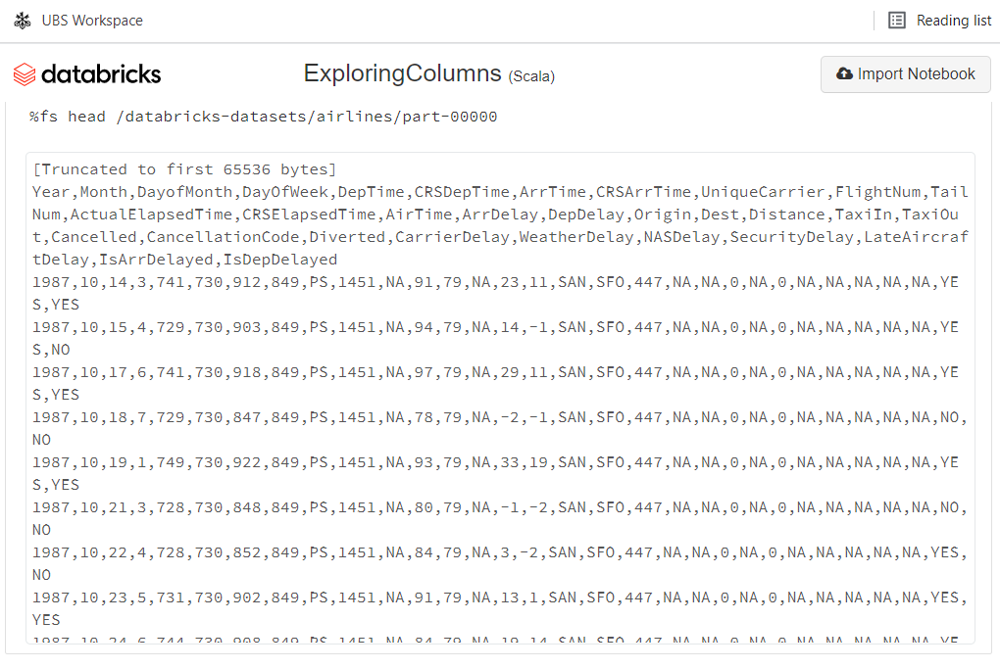 UBS Workspace
Reading list
databricks
ExploringColumns (Scala)
Import Notebook
%fs head /databricks-datasets/airlines/part-00000
[Truncated to first 65536 bytes]
Year,Month,DayofMonth,DayOfWeek,DepTime,CRSDepTime,ArrTime,CRSArrTime,UniqueCarrier,FlightNum,Tail
Num,ActualElapsedTime,CRSElapsedTime,AirTime,ArrDelay,DepDelay,Origin,Dest,Distance,TaxiIn,TaxiOu
t,Cancelled,CancellationCode,Diverted,CarrierDelay,WeatherDelay,NASDelay,SecurityDelay,LateAircraf
tDelay,IsArrDelayed,IsDepDelayed
1987,10,14,3,741,730,912,849,PS,1451,NA,91,79,NA,23,11,SAN,SFO,447,NA,NA,0,NA,0,NA,NA,NA,NA,NA,YE
S,YES
1987,10,15,4,729,730,903,849,PS,1451,NA,94,79,NA,14,-1,SAN,SFO,447,NA,NA,0,NA,0,NA,NA,NA,NA,NA,YE
S,NO
1987,10,17,6,741,730,918,849,PS,1451,NA,97,79,NA,29,11,SAN,SFO,447,NA,NA,0,NA,0,NA,NA,NA,NA,NA,YE
S,YES
1987,10,18,7,729,730,847,849,PS,1451,NA,78,79,NA,-2,-1,SAN,SFO,447,NA,NA,0,NA,0,NA,NA,NA,NA,NA,NO,
NO
1987,10,19,1,749,730,922,849,PS,1451,NA,93,79,NA,33,19,SAN,SFO,447,NA,NA,0,NA,0,NA,NA,NA,NA,NA,YE
S,YES
1987,10,21,3,728,730,848,849,PS,1451,NA,80,79,NA,-1,-2,SAN,SFO,447,NA,NA,0,NA,0,NA,NA,NA,NA,NA,NO,
NO
1987,10,22,4,728,730,852,849,PS,1451,NA,84,79,NA,3,-2,SAN,SFO,447,NA,NA,0,NA,0,NA,NA,NA,NA,NA,YES,
NO
1987,10,23,5,731,730,902,849,PS,1451,NA,91,79,NA,13,1,SAN,SFO,447,NA,NA,0,NA,0,NA,NA,NA,NA,NA,YES,
YES
1987,10,24,6,744,730,908,849,PS,1451,NA,84,79,NA,19,14,SAN,SFO,447,NA,NA,0,NA,0,NA,NA,NA,NA,NA,YE